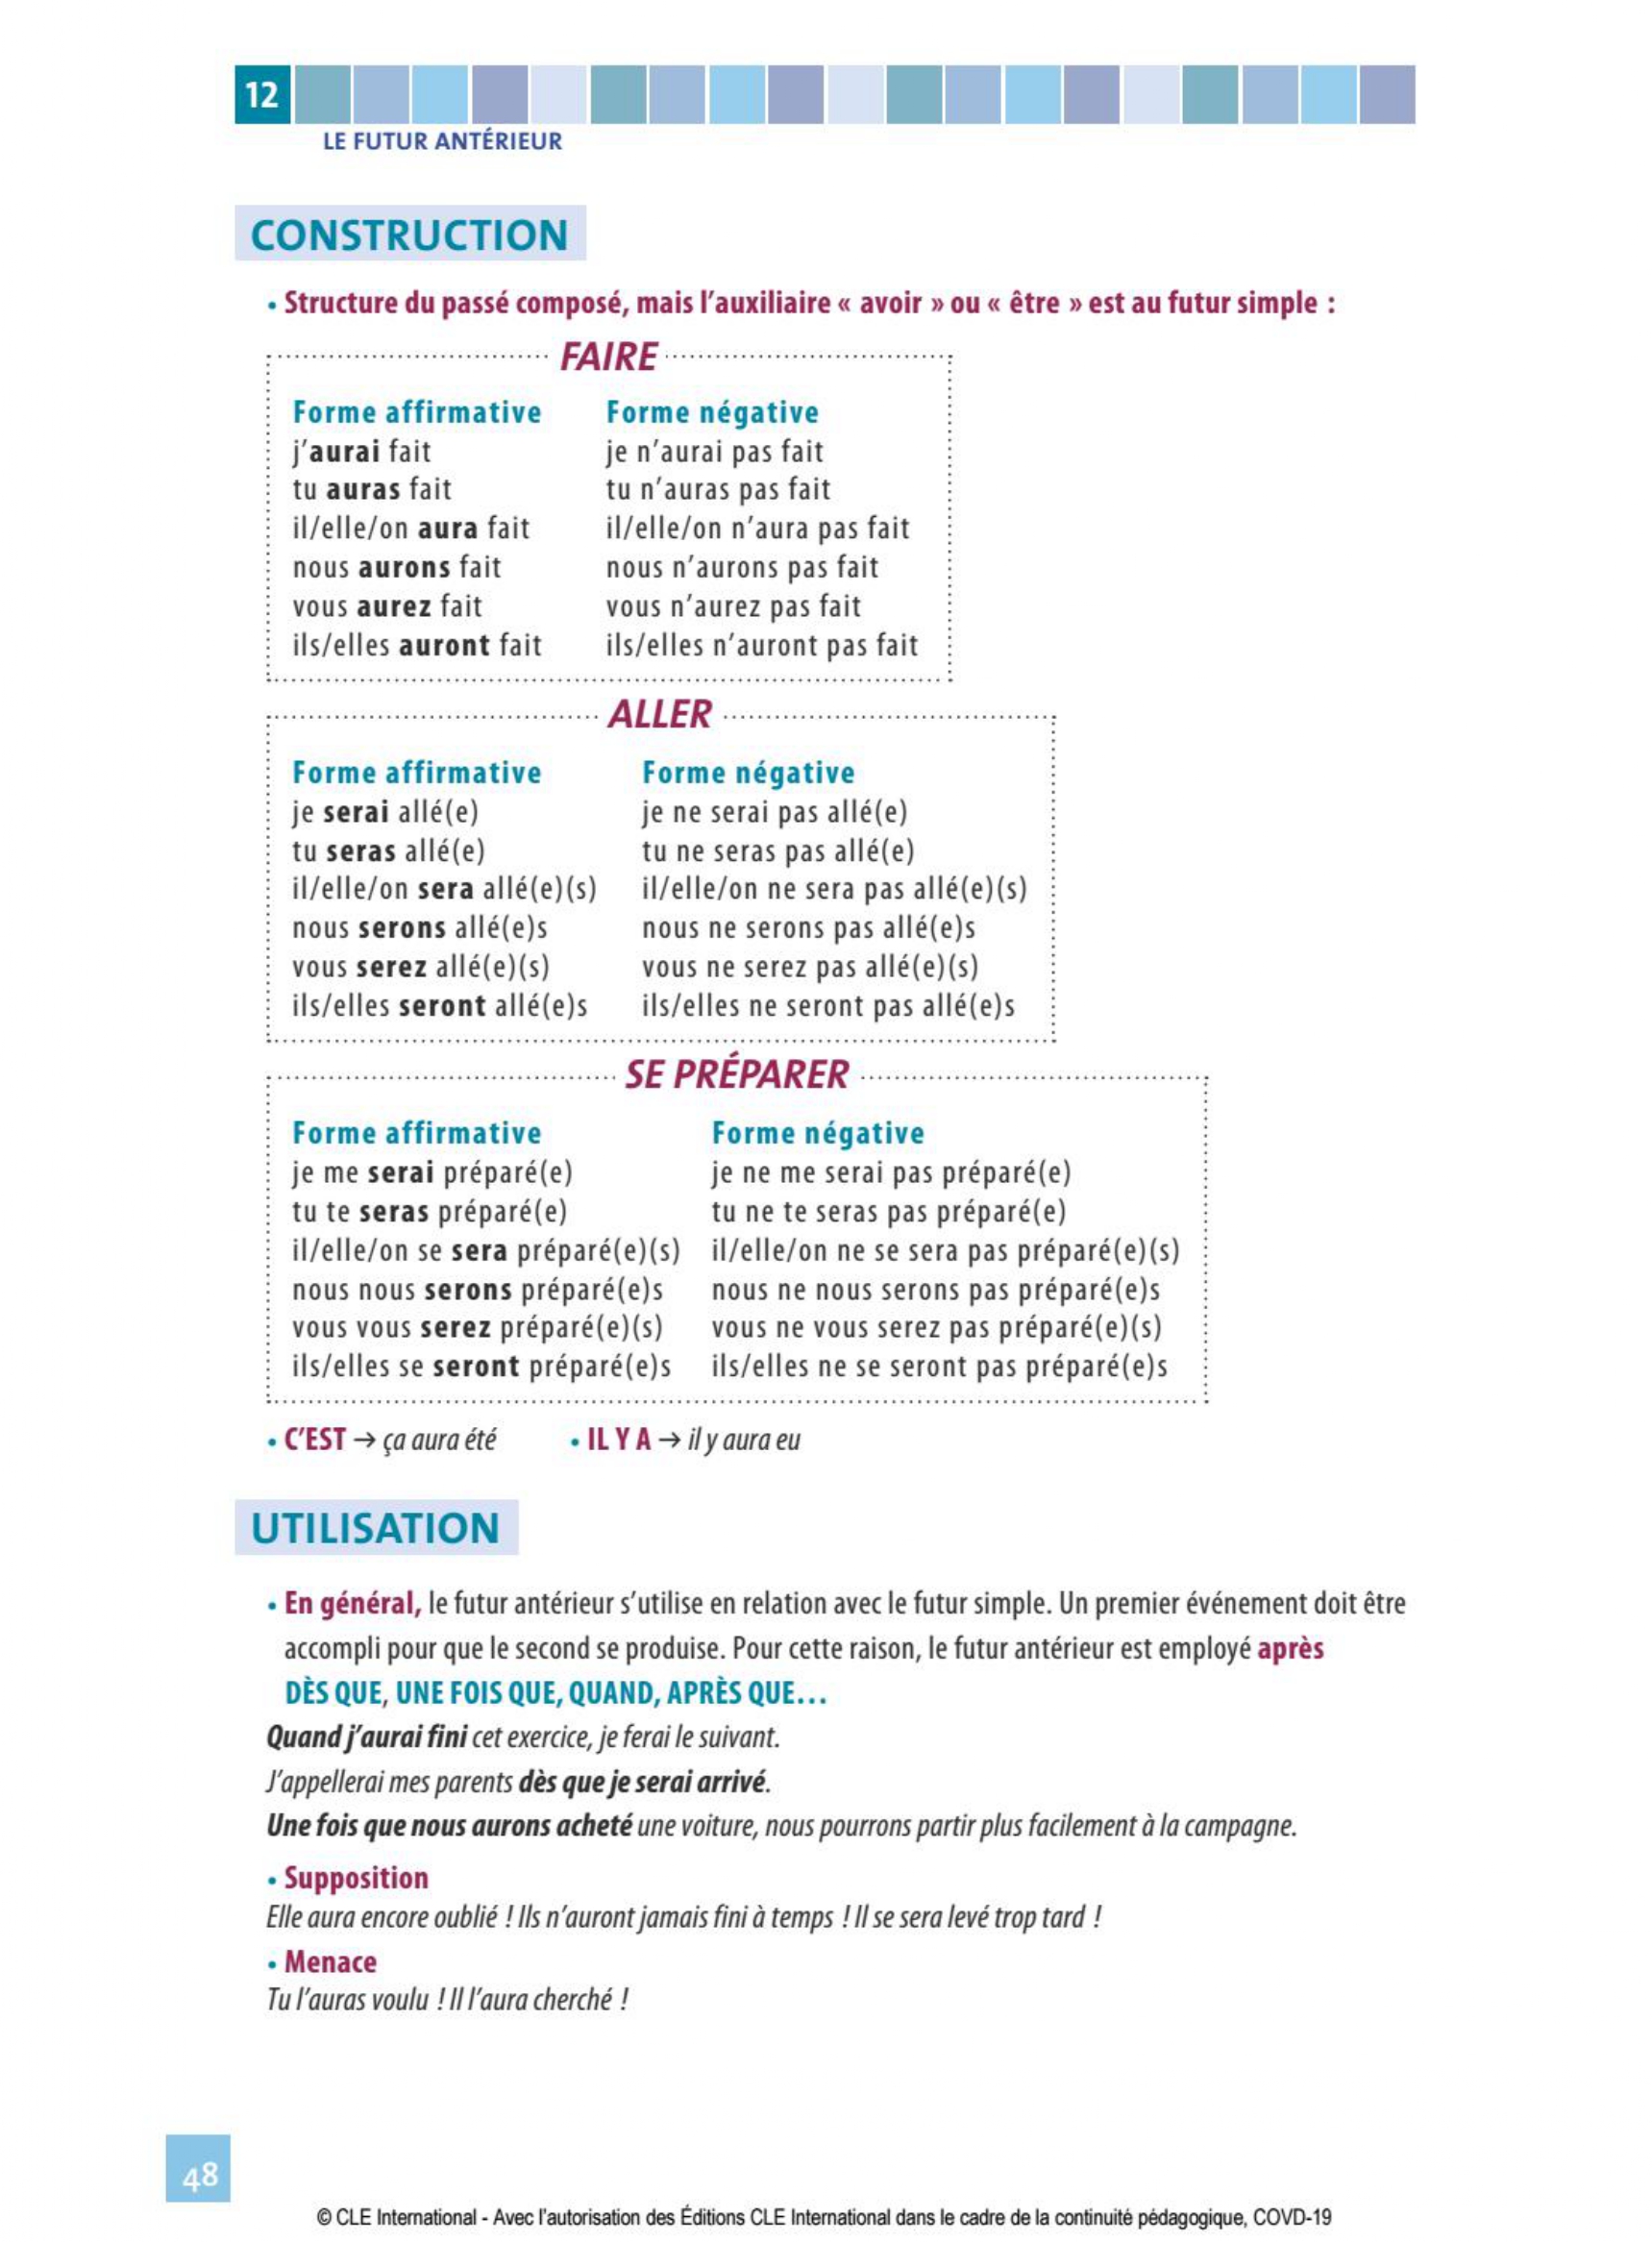 12
LE FUTUR ANTÉRIEUR
CONSTRUCTION
• Structure du passé composé, mais l'auxiliaire « avoir » ou « être » est au futur simple :
FAIRE
Forme affirmative Forme négative
j'aurai fait je n'aurai pas fait
tu auras fait tu n'auras pas fait
il/elle/on aura fait il/elle/on n'aura pas fait
nous aurons fait nous n'aurons pas fait
vous aurez fait vous n'aurez pas fait
ils/elles auront fait ils/elles n'auront pas fait
ALLER
Forme affirmative Forme négative
je serai allé(e) je ne serai pas allé(e)
tu seras allé(e) tu ne seras pas allé(e)
il/elle/on sera allé(e)(s) il/elle/on ne sera pas allé(e)(s)
nous serons allé(e)s nous ne serons pas allé(e)s
vous serez allé(e)(s) vous ne serez pas allé(e)(s)
ils/elles seront allé(e)s ils/elles ne seront pas allé(e)s
SE PRÉPARER
Forme affirmative Forme négative
je me serai préparé(e) je ne me serai pas préparé(e)
tu te seras préparé(e) tu ne te seras pas préparé(e)
il/elle/on se sera préparé(e)(s) il/elle/on ne se sera pas préparé(e)(s)
nous nous serons préparé(e)s nous ne nous serons pas préparé(e)s
vous vous serez préparé(e)(s) vous ne vous serez pas préparé(e)(s)
ils/elles se seront préparé(e)s ils/elles ne se seront pas préparé(e)s
• C'EST → ça aura été • IL Y A → il y aura eu
UTILISATION
• En général, le futur antérieur s'utilise en relation avec le futur simple. Un premier événement doit être
accompli pour que le second se produise. Pour cette raison, le futur antérieur est employé après
DÈS QUE, UNE FOIS QUE, QUAND, APRÈS QUE...
Quand j'aurai fini cet exercice, je ferai le suivant.
J'appellerai mes parents dès que je serai arrivé.
Une fois que nous aurons acheté une voiture, nous pourrons partir plus facilement à la campagne.
• Supposition
Elle aura encore oublié ! Ils n'auront jamais fini à temps ! Il se sera levé trop tard !
• Menace
Tu l'auras voulu ! Il l'aura cherché !
48
© CLE International - Avec l'autorisation des Éditions CLE International dans le cadre de la continuité pédagogique, COVD-19